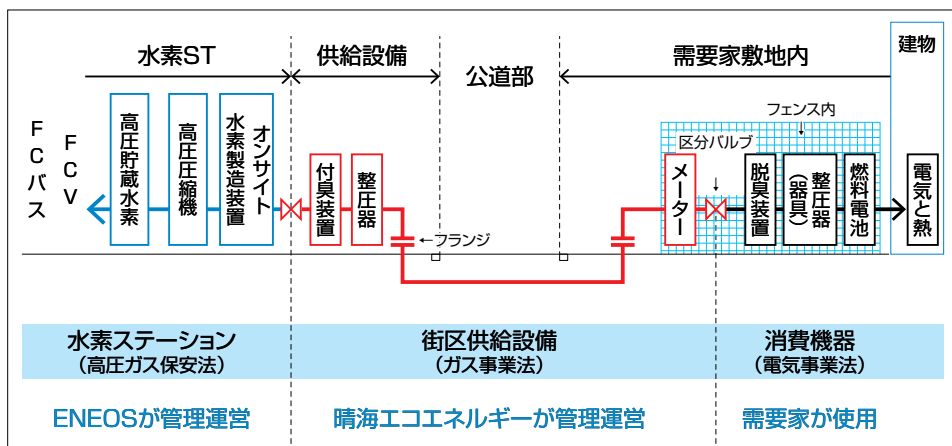 水素ST
供給設備
公道部
需要家敷地内
建物
FCバス
FCV
高圧貯蔵水素
高圧圧縮機
水素製造装置
オンサイト
付臭装置
整圧器
←フランジ
メーター
区分バルブ
フェンス内
脱臭装置
整圧器
（器具）
燃料電池
電気と熱
水素ステーション
（高圧ガス保安法）
街区供給設備
（ガス事業法）
消費機器
（電気事業法）
ENEOSが管理運営
晴海エコエネルギーが管理運営
需要家が使用